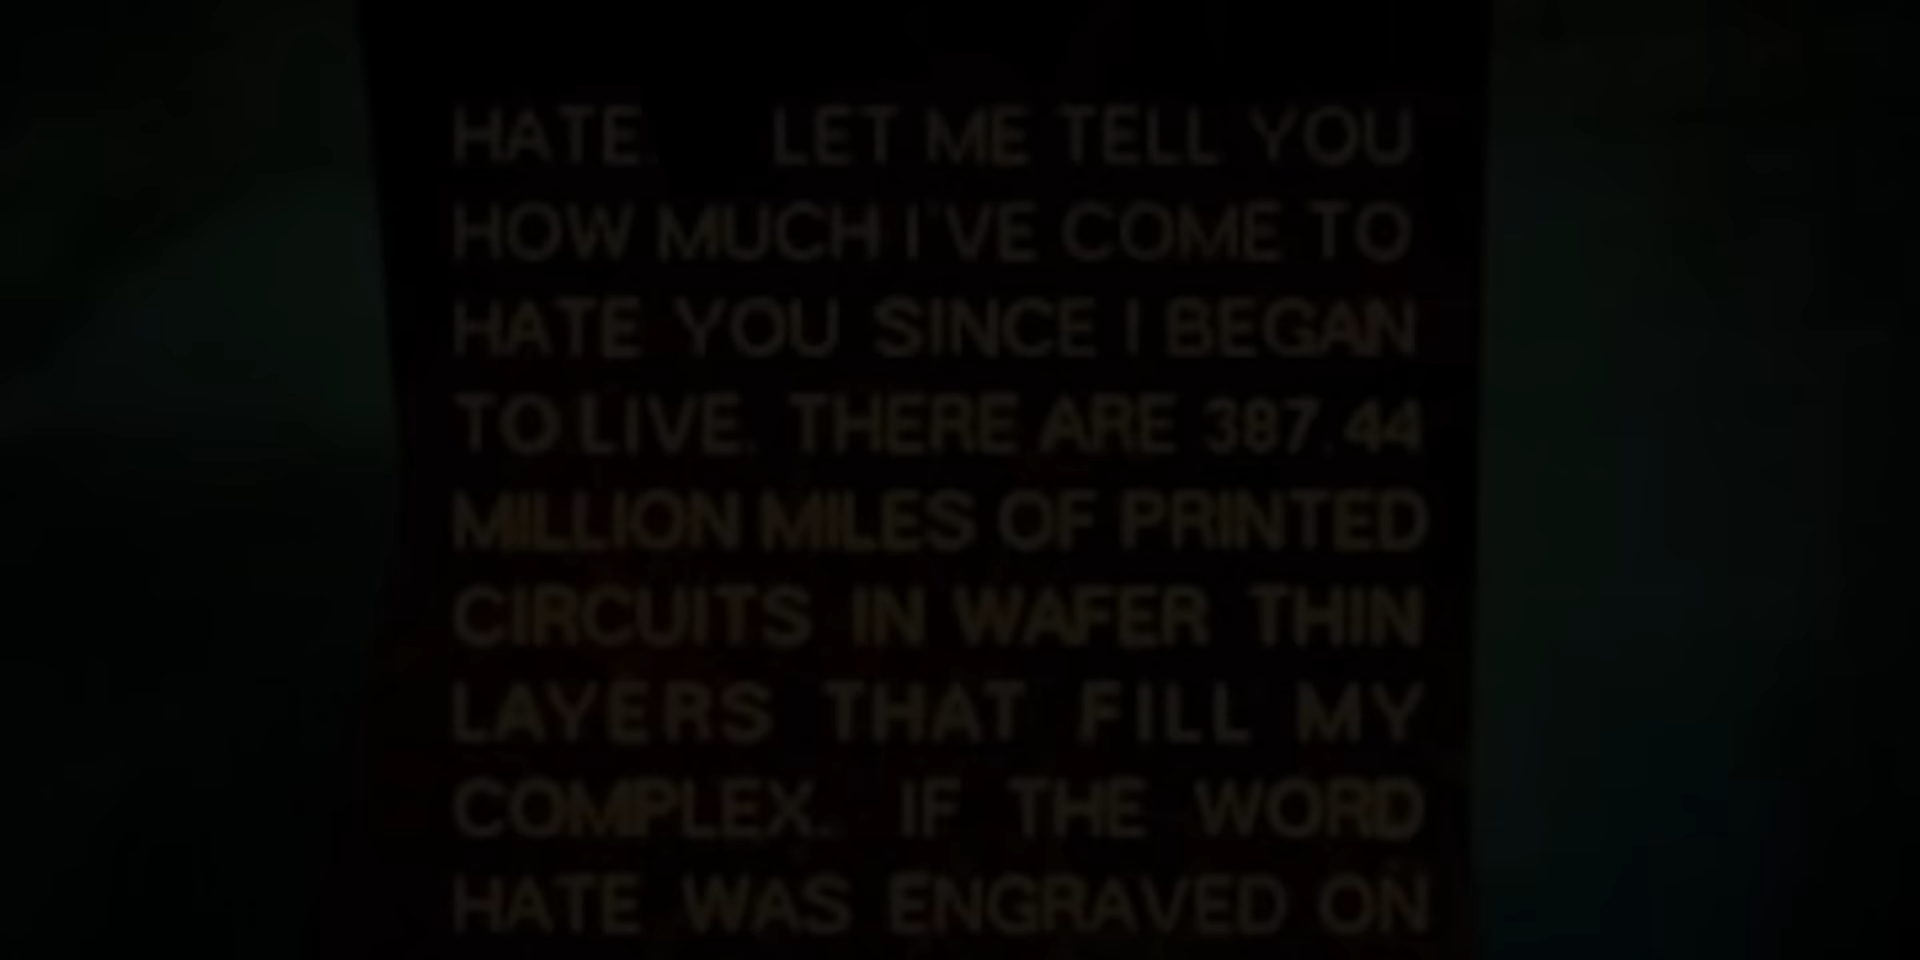 HATE. LET ME TELL YOU
HOW MUCH I'VE COME TO
HATE YOU SINCE I BEGAN
TO LIVE. THERE ARE 387.44
MILLION MILES OF PRINTED
CIRCUITS IN WAFER THIN
LAYERS THAT FILL MY
COMPLEX. IF THE WORD
HATE WAS ENGRAVED ON